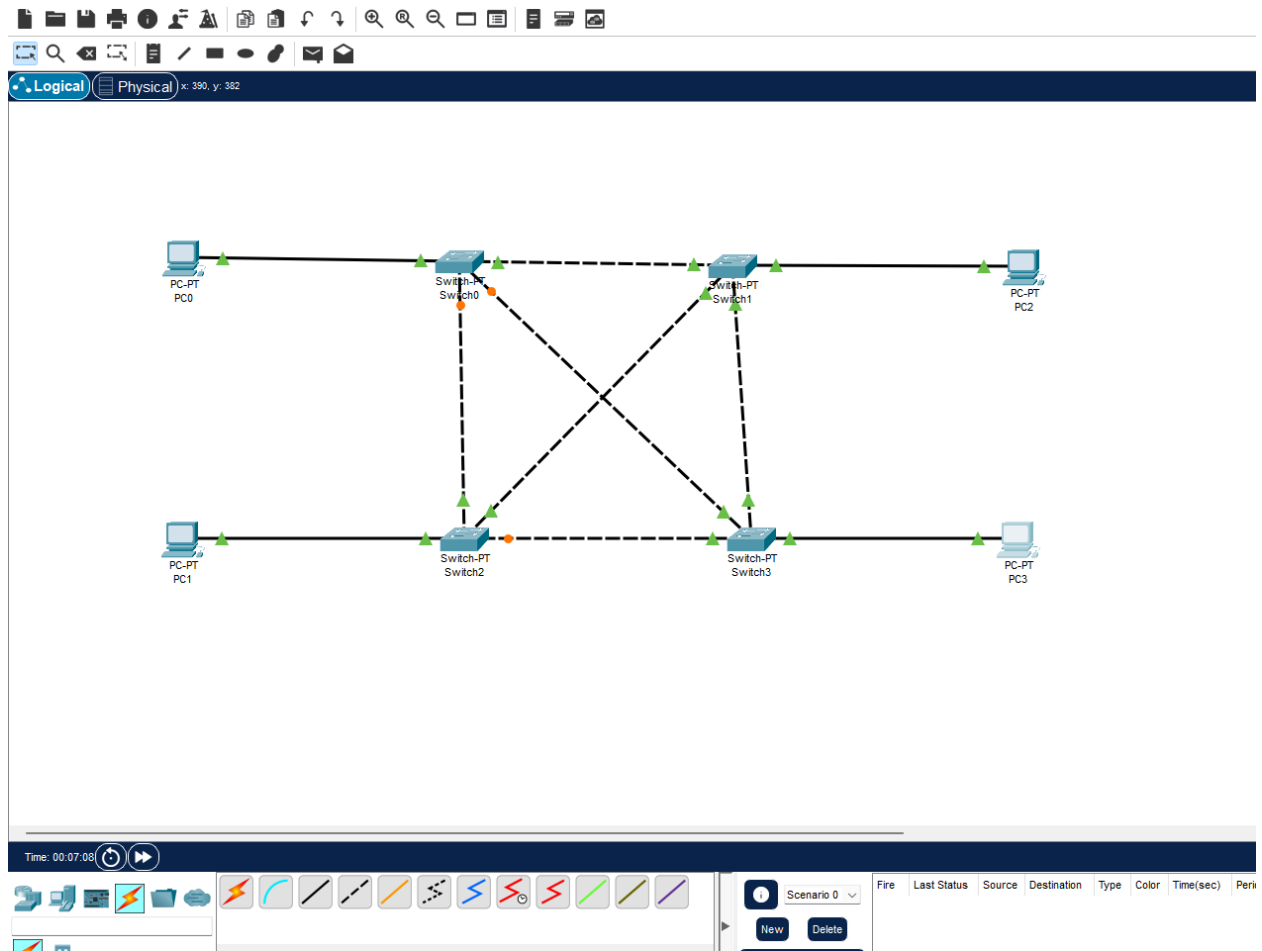 Logical
Physical
x: 390, y: 382
PC-PT
PC0
Switch-PT
Switch0
Switch-PT
Switch1
PC-PT
PC2
PC-PT
PC1
Switch-PT
Switch2
Switch-PT
Switch3
PC-PT
PC3
Time: 00:07:08
Scenario 0
New
Delete
Fire Last Status Source Destination Type Color Time(sec) Peri